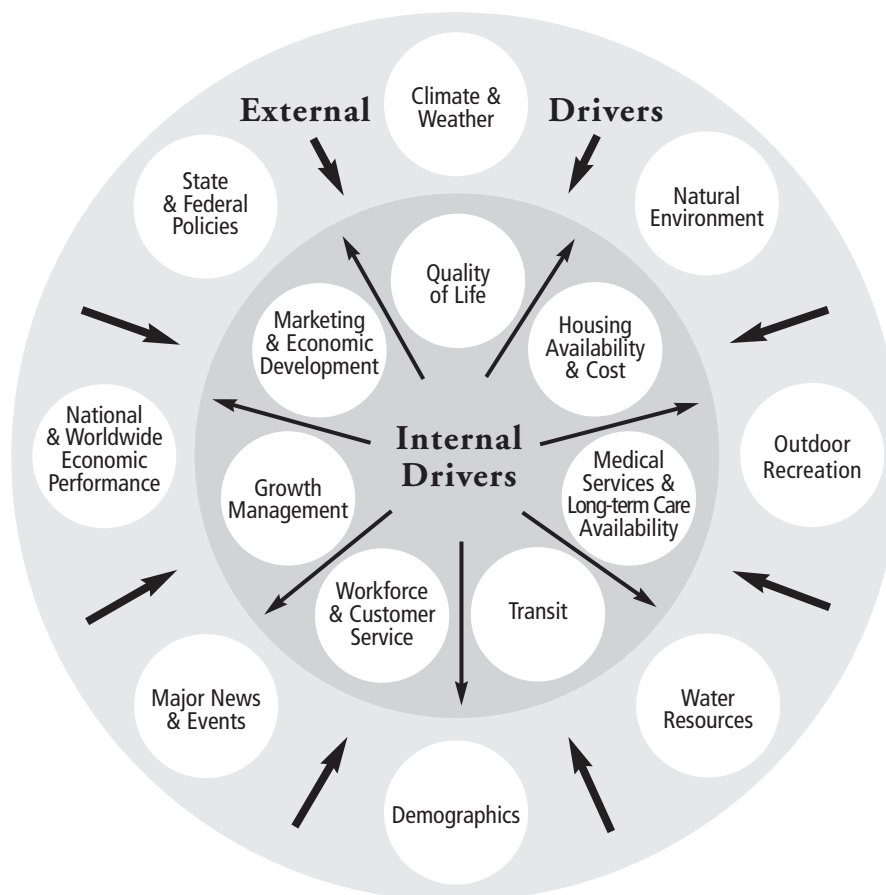 External Drivers
Climate &
Weather
Natural
Environment
Outdoor
Recreation
Water
Resources
Demographics
Major News
& Events
National
& Worldwide
Economic
Performance
State
& Federal
Policies
Internal
Drivers
Quality
of Life
Housing
Availability
& Cost
Medical
Services &
Long-term Care
Availability
Transit
Workforce
& Customer
Service
Growth
Management
Marketing
& Economic
Development